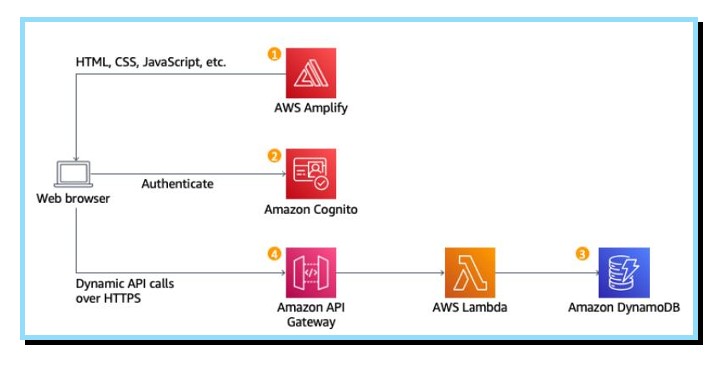 1
HTML, CSS, JavaScript, etc.
AWS Amplify
2
Authenticate
Web browser
Amazon Cognito
4
3
Dynamic API calls
over HTTPS
Amazon API
Gateway
AWS Lambda
Amazon DynamoDB